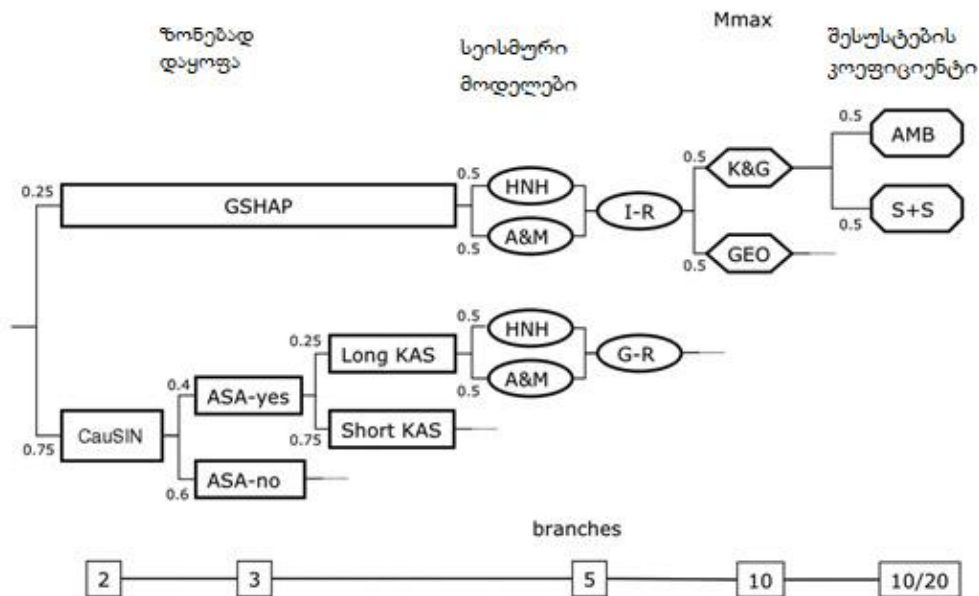 Mmax
ზონებად
დაყოფა
სეისმური
მოდელები
შესუსტების
კოეფიციენტი
0.25
GSHAP
0.5
HNH
0.5
A&M
I-R
0.5
K&G
0.5
GEO
0.5
AMB
0.5
S+S
0.75
CauSIN
0.4
ASA-yes
0.6
ASA-no
0.25
Long KAS
0.75
Short KAS
0.5
HNH
0.5
A&M
G-R
branches
2
3
5
10
10/20